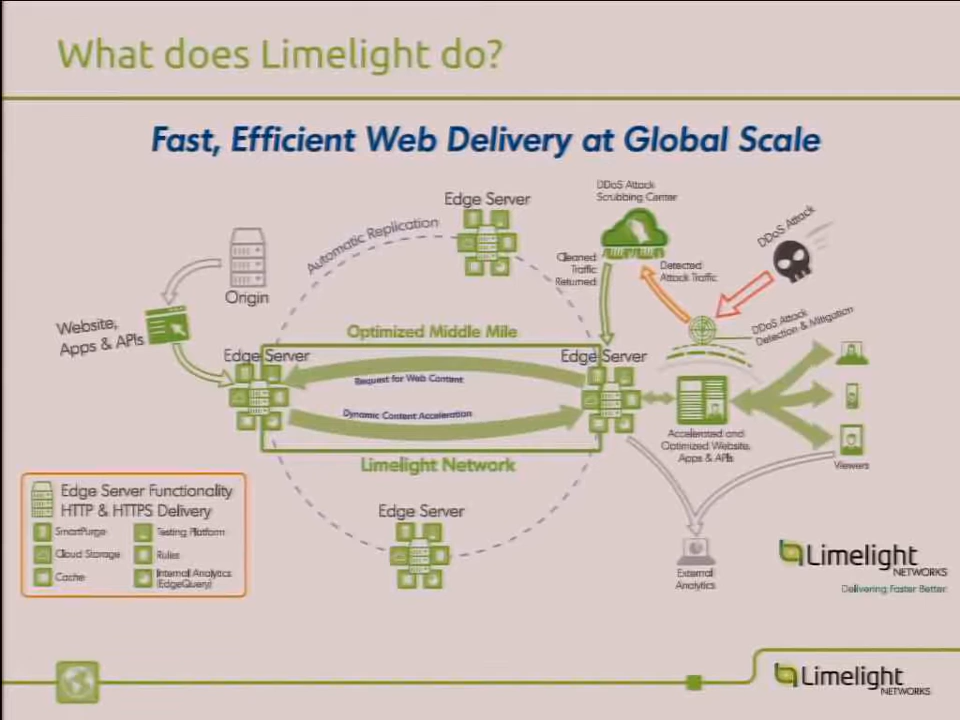 What does Limelight do?
Fast, Efficient Web Delivery at Global Scale
Edge Server
DDoS Attack
Scrubbing Center
DDoS Attack
Automatic Replication
Cleaned
Traffic
Returned
Detected
Attack Traffic
Origin
Website,
Apps & APIs
Optimized Middle Mile
DDoS Attack
Detection & Mitigation
Edge Server
Edge Server
Request for Web Content
Dynamic Content Acceleration
Accelerated and
Optimized Website,
Apps & APIs
Viewers
Limelight Network
Edge Server Functionality
HTTP & HTTPS Delivery
SmartPurge
Testing Platform
Cloud Storage
Rules
Cache
Internal Analytics
(EdgeQuery)
Edge Server
External
Analytics
Limelight
NETWORKS
Delivering Faster Better
Limelight
NETWORKS